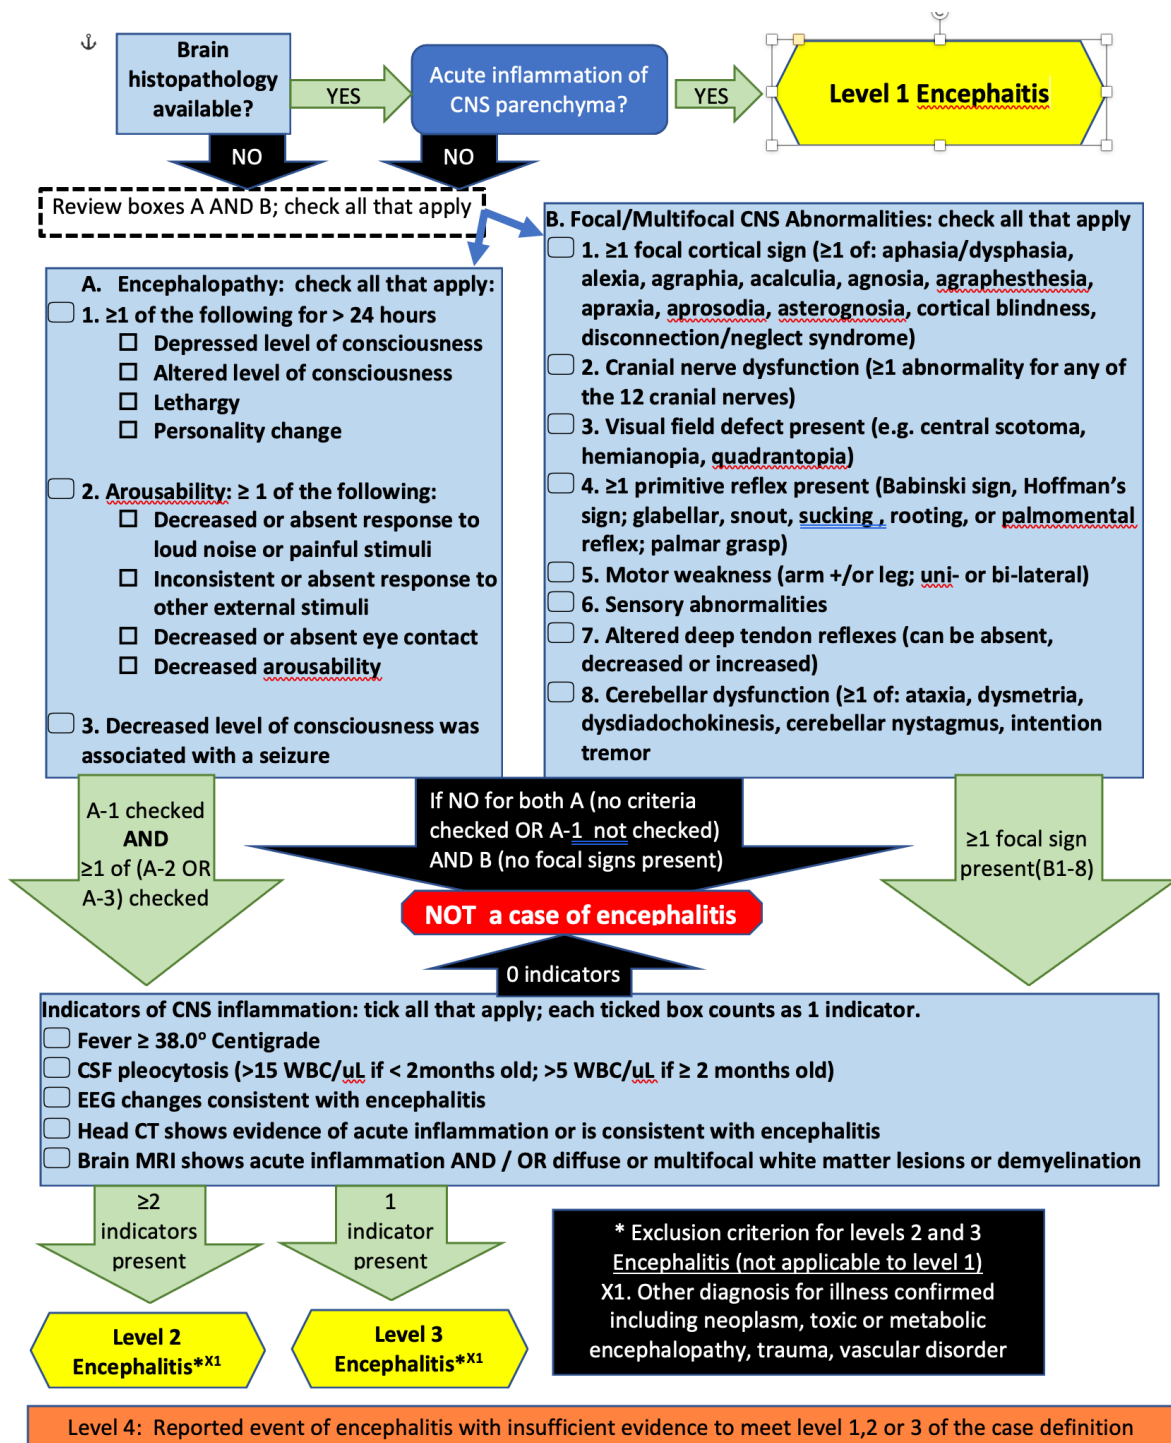 Brain
histopathology
available?
YES
Acute inflammation of
CNS parenchyma?
YES
Level 1 Encephaitis
NO
NO
Review boxes A AND B; check all that apply
A. Encephalopathy: check all that apply:
1. ≥1 of the following for > 24 hours
Depressed level of consciousness
Altered level of consciousness
Lethargy
Personality change
2. Arousability: ≥ 1 of the following:
Decreased or absent response to
loud noise or painful stimuli
Inconsistent or absent response to
other external stimuli
Decreased or absent eye contact
Decreased arousability
3. Decreased level of consciousness was
associated with a seizure
B. Focal/Multifocal CNS Abnormalities: check all that apply
1. ≥1 focal cortical sign (≥1 of: aphasia/dysphasia,
alexia, agraphia, acalculia, agnosia, agraphesthesia,
apraxia, aprosodia, asterognosia, cortical blindness,
disconnection/neglect syndrome)
2. Cranial nerve dysfunction (≥1 abnormality for any of
the 12 cranial nerves)
3. Visual field defect present (e.g. central scotoma,
hemianopia, quadrantopia)
4. ≥1 primitive reflex present (Babinski sign, Hoffman's
sign; glabellar, snout, sucking , rooting, or palmomental
reflex; palmar grasp)
5. Motor weakness (arm +/or leg; uni- or bi-lateral)
6. Sensory abnormalities
7. Altered deep tendon reflexes (can be absent,
decreased or increased)
8. Cerebellar dysfunction (≥1 of: ataxia, dysmetria,
dysdiadochokinesis, cerebellar nystagmus, intention
tremor
A-1 checked
AND
≥1 of (A-2 OR
A-3) checked
If NO for both A (no criteria
checked OR A-1 not checked)
AND B (no focal signs present)
≥1 focal sign
present(B1-8)
NOT a case of encephalitis
0 indicators
Indicators of CNS inflammation: tick all that apply; each ticked box counts as 1 indicator.
Fever ≥ 38.0º Centigrade
CSF pleocytosis (>15 WBC/uL if < 2months old; >5 WBC/uL if ≥ 2 months old)
EEG changes consistent with encephalitis
Head CT shows evidence of acute inflammation or is consistent with encephalitis
Brain MRI shows acute inflammation AND / OR diffuse or multifocal white matter lesions or demyelination
≥2
indicators
present
1
indicator
present
Level 2
Encephalitis*X1
Level 3
Encephalitis*X1
* Exclusion criterion for levels 2 and 3
Encephalitis (not applicable to level 1)
X1. Other diagnosis for illness confirmed
including neoplasm, toxic or metabolic
encephalopathy, trauma, vascular disorder
Level 4: Reported event of encephalitis with insufficient evidence to meet level 1,2 or 3 of the case definition